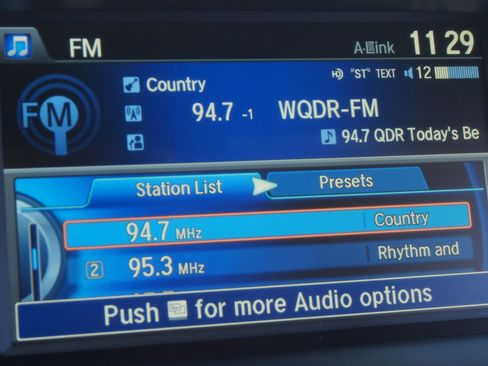 FM A-Link 11 29
"ST" TEXT 12
Country
FM 94.7 -1 WQDR-FM
94.7 QDR Today's Be
Station List Presets
94.7 MHz Country
2 95.3 MHz Rhythm and
Push for more Audio options